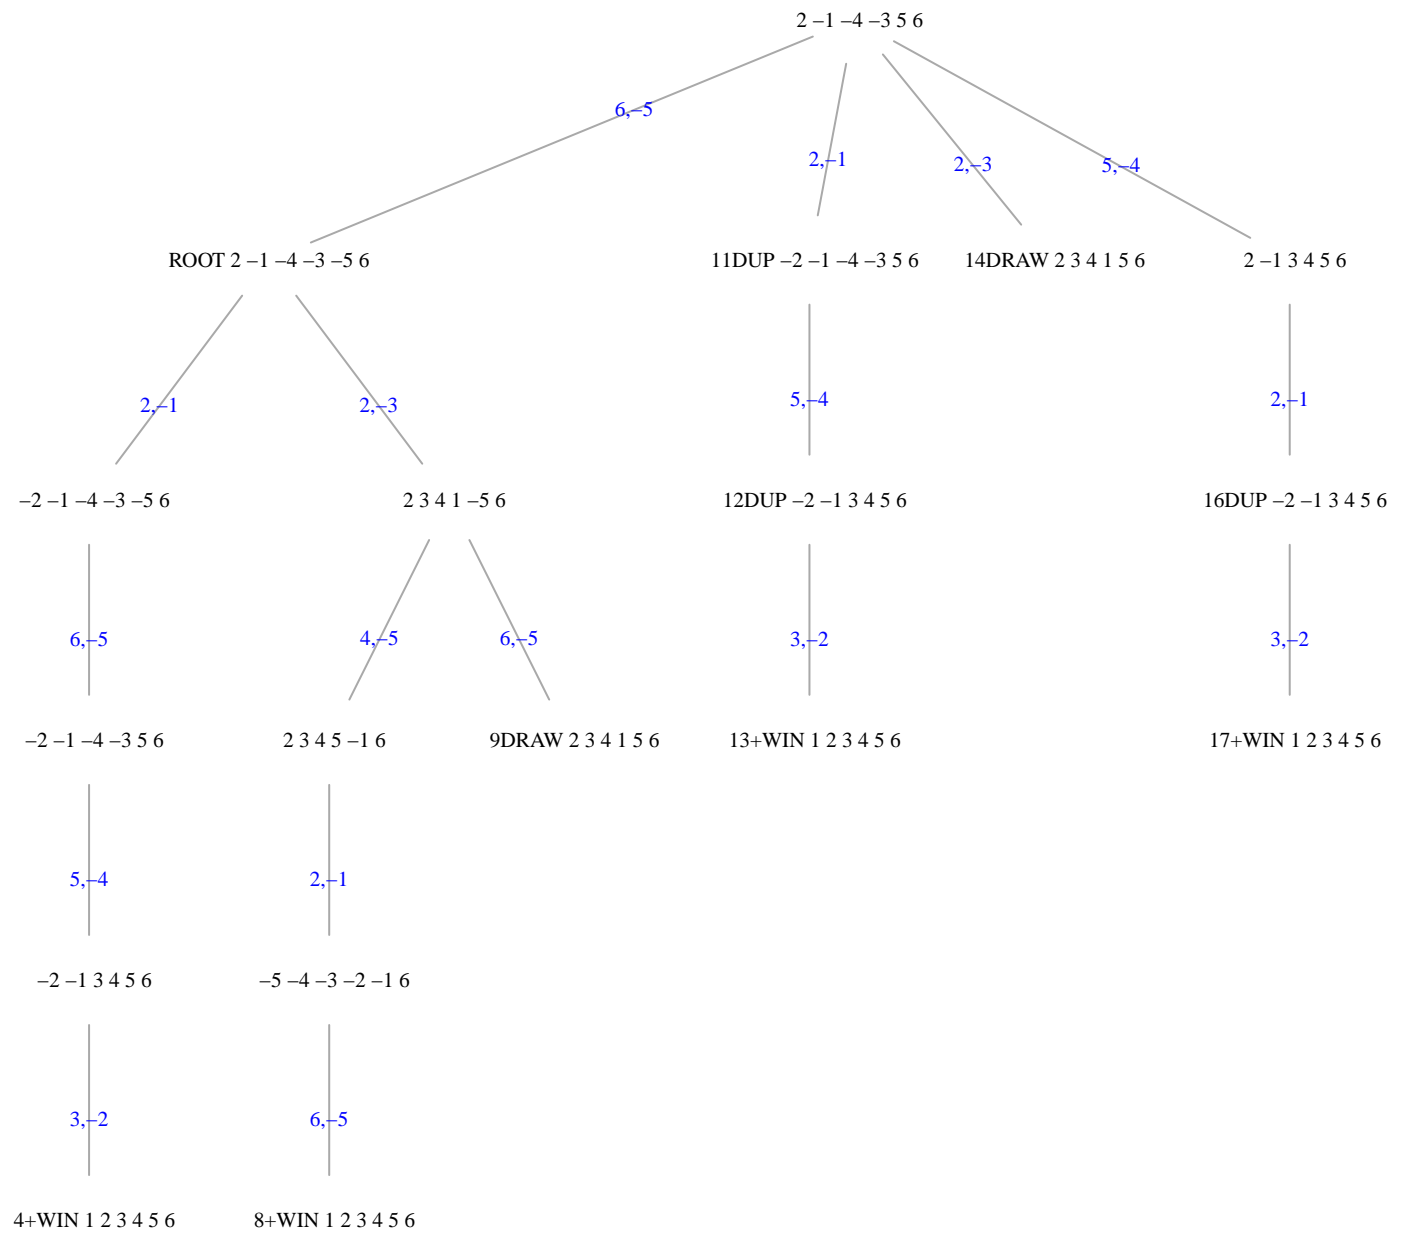 2 –1 –4 –3 5 6
6,–5
2,–1
2,–3
5,–4
ROOT 2 –1 –4 –3 –5 6
11DUP –2 –1 –4 –3 5 6
14DRAW 2 3 4 1 5 6
2 –1 3 4 5 6
2,–1
2,–3
5,–4
2,–1
–2 –1 –4 –3 –5 6
2 3 4 1 –5 6
12DUP –2 –1 3 4 5 6
16DUP –2 –1 3 4 5 6
6,–5
4,–5
6,–5
3,–2
3,–2
–2 –1 –4 –3 5 6
2 3 4 5 –1 6
9DRAW 2 3 4 1 5 6
13+WIN 1 2 3 4 5 6
17+WIN 1 2 3 4 5 6
5,–4
2,–1
–2 –1 3 4 5 6
–5 –4 –3 –2 –1 6
3,–2
6,–5
4+WIN 1 2 3 4 5 6
8+WIN 1 2 3 4 5 6